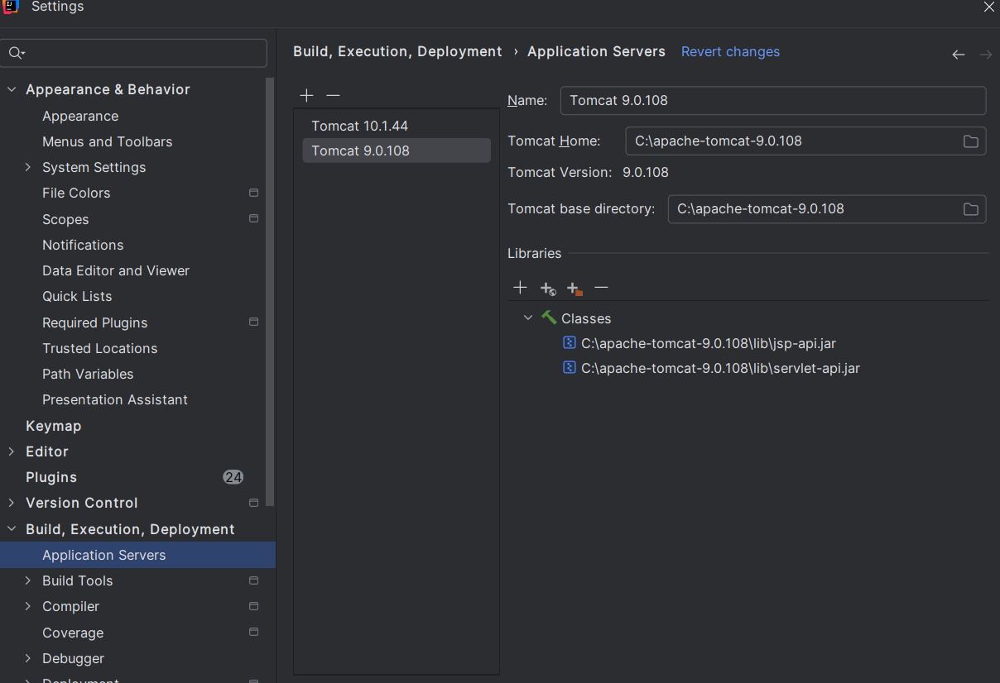 Settings
Appearance & Behavior
Appearance
Menus and Toolbars
System Settings
File Colors
Scopes
Notifications
Data Editor and Viewer
Quick Lists
Required Plugins
Trusted Locations
Path Variables
Presentation Assistant
Keymap
Editor
Plugins 24
Version Control
Build, Execution, Deployment
Application Servers
Build Tools
Compiler
Coverage
Debugger
Deployment
Build, Execution, Deployment › Application Servers Revert changes
Tomcat 10.1.44
Tomcat 9.0.108
Name: Tomcat 9.0.108
Tomcat Home: C:\apache-tomcat-9.0.108
Tomcat Version: 9.0.108
Tomcat base directory: C:\apache-tomcat-9.0.108
Libraries
Classes
C:\apache-tomcat-9.0.108\lib\jsp-api.jar
C:\apache-tomcat-9.0.108\lib\servlet-api.jar